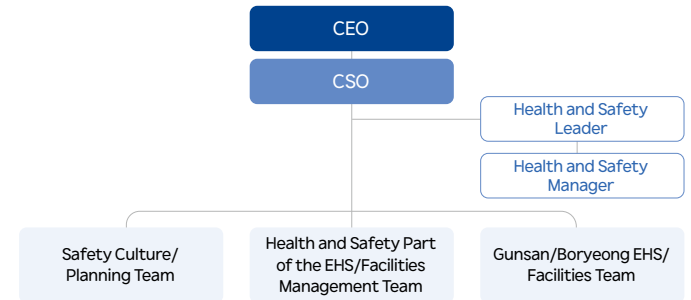 CEO
CSO
Health and Safety
Leader
Health and Safety
Manager
Safety Culture/
Planning Team
Health and Safety Part
of the EHS/Facilities
Management Team
Gunsan/Boryeong EHS/
Facilities Team